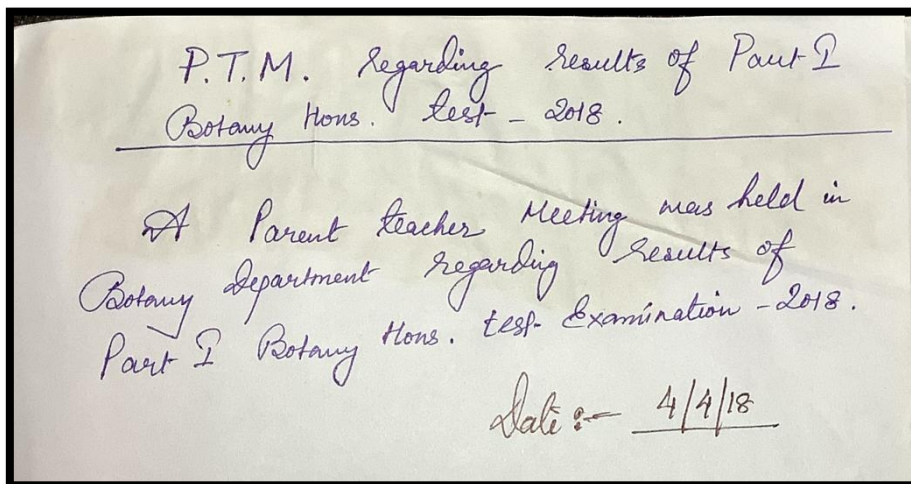 P.T.M. regarding results of Part I
Botany Hons. test - 2018.
A Parent teacher Meeting was held in
Botany department regarding results of
Part I Botany Hons. test Examination - 2018.
Date :- 4/4/18